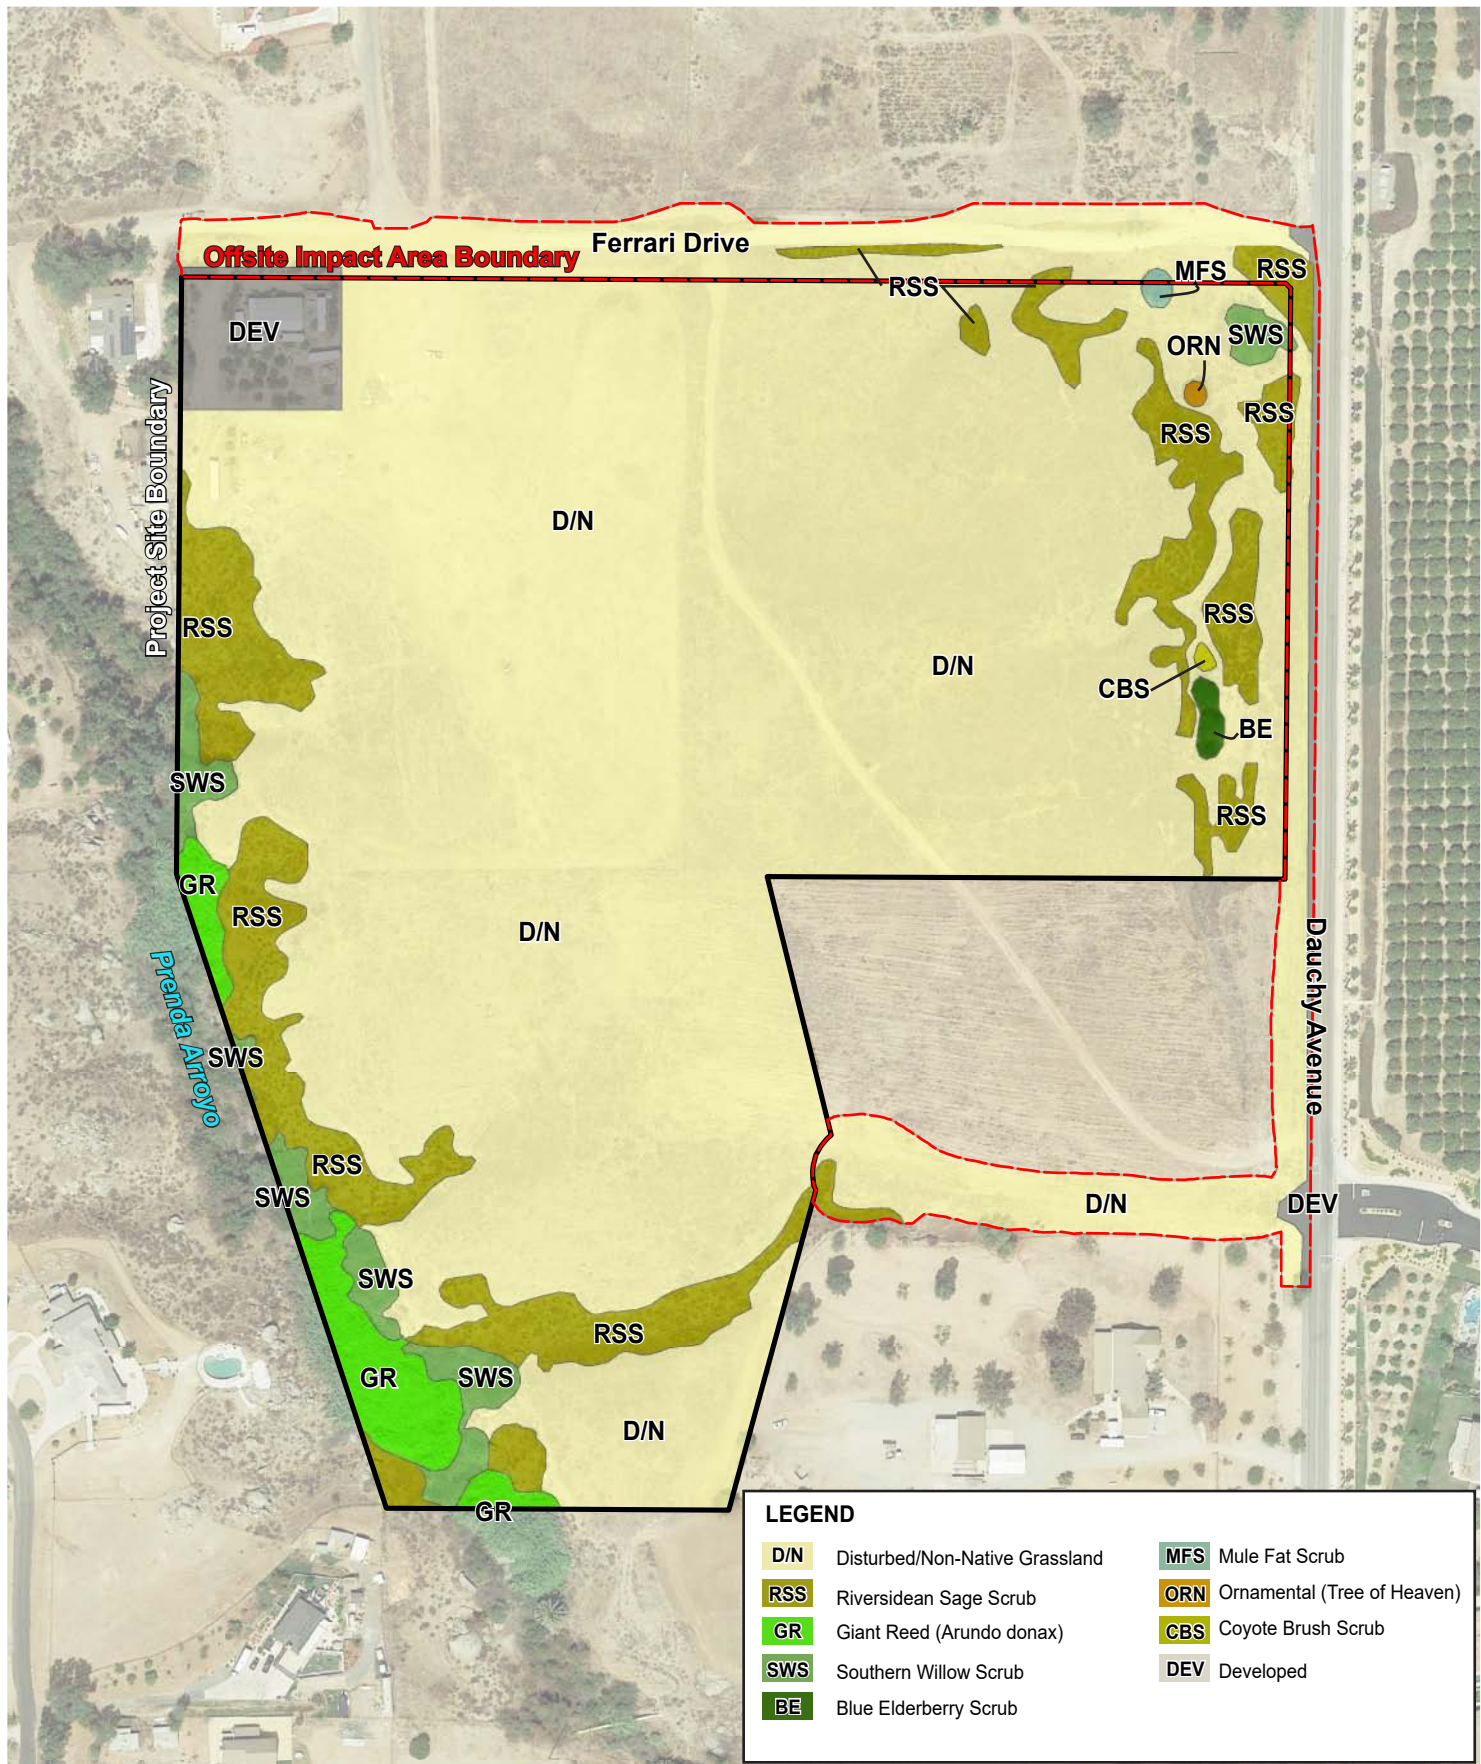 Ferrari Drive
Offsite Impact Area Boundary
RSS
MFS
RSS
DEV
ORN
SWS
RSS
RSS
Project Site Boundary
D/N
RSS
RSS
D/N
CBS
BE
SWS
RSS
GR
RSS
D/N
Dauchy Avenue
Prenda Arroyo
SWS
RSS
SWS
D/N
DEV
SWS
RSS
GR
SWS
D/N
GR
LEGEND
D/N Disturbed/Non-Native Grassland
RSS Riversidean Sage Scrub
GR Giant Reed (Arundo donax)
SWS Southern Willow Scrub
BE Blue Elderberry Scrub
MFS Mule Fat Scrub
ORN Ornamental (Tree of Heaven)
CBS Coyote Brush Scrub
DEV Developed